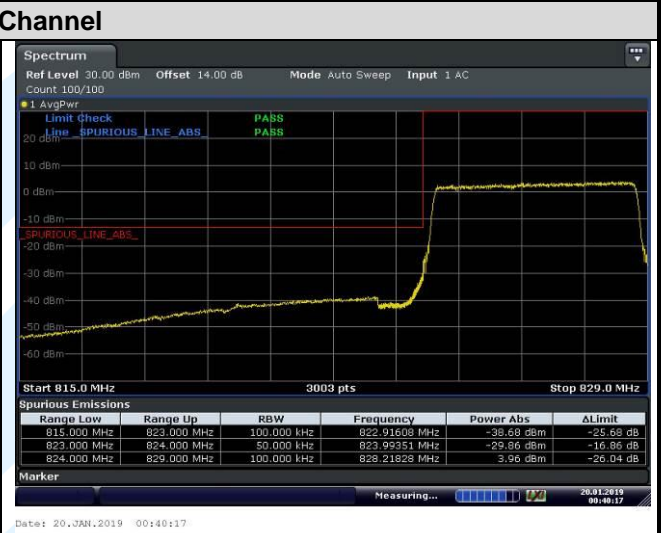 Channel
Spectrum
Ref Level 30.00 dBm Offset 14.00 dB Mode Auto Sweep Input 1 AC
Count 100/100
1 AvgPwr
Limit Check PASS
Line _SPURIOUS_LINE_ABS_ PASS
20 dBm
10 dBm
0 dBm
-10 dBm
_SPURIOUS_LINE_ABS_
-20 dBm
-30 dBm
-40 dBm
-50 dBm
-60 dBm
Start 815.0 MHz 3003 pts Stop 829.0 MHz
Spurious Emissions
Range Low Range Up RBW Frequency Power Abs ΔLimit
815.000 MHz 823.000 MHz 100.000 kHz 822.91608 MHz -38.68 dBm -25.68 dB
823.000 MHz 824.000 MHz 50.000 kHz 823.99351 MHz -29.86 dBm -16.86 dB
824.000 MHz 829.000 MHz 100.000 kHz 828.21828 MHz 3.96 dBm -26.04 dB
Marker
Measuring... 20.01.2019
00:40:17
Date: 20.JAN.2019 00:40:17